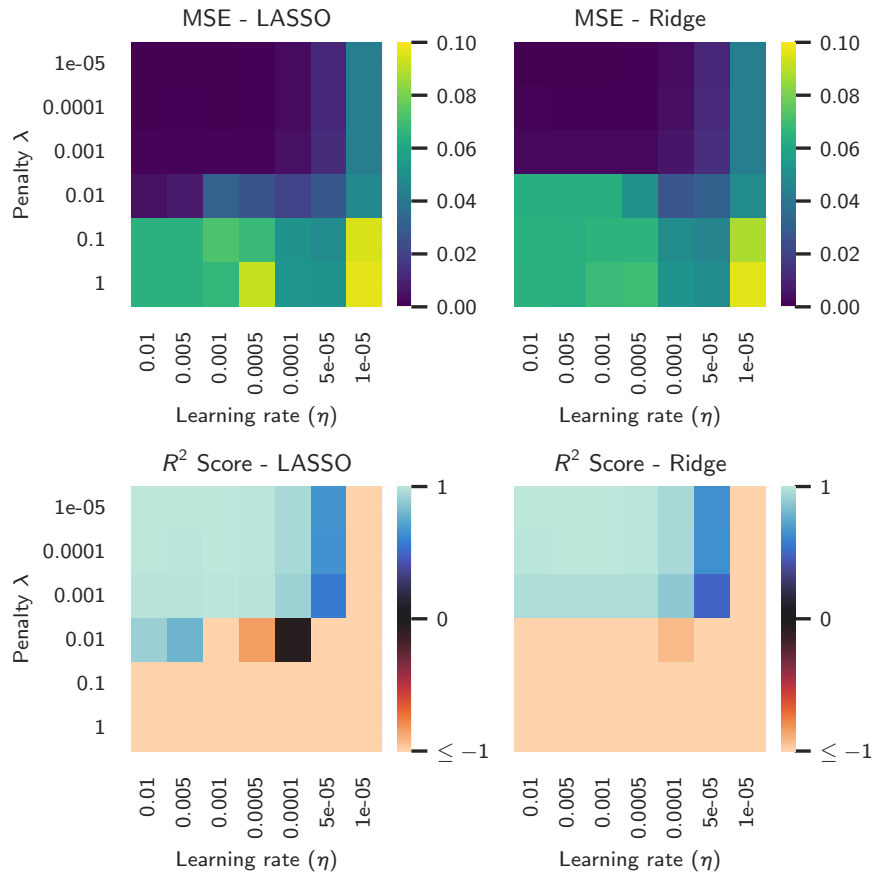 MSE - LASSO
MSE - Ridge
1e-05
0.0001
0.001
0.01
0.1
1
Penalty λ
0.10
0.08
0.06
0.04
0.02
0.00
0.10
0.08
0.06
0.04
0.02
0.00
0.01
0.005
0.001
0.0005
0.0001
5e-05
1e-05
Learning rate (η)
0.01
0.005
0.001
0.0005
0.0001
5e-05
1e-05
Learning rate (η)
R² Score - LASSO
R² Score - Ridge
1e-05
0.0001
0.001
0.01
0.1
1
Penalty λ
1
0
≤ −1
1
0
≤ −1
0.01
0.005
0.001
0.0005
0.0001
5e-05
1e-05
Learning rate (η)
0.01
0.005
0.001
0.0005
0.0001
5e-05
1e-05
Learning rate (η)